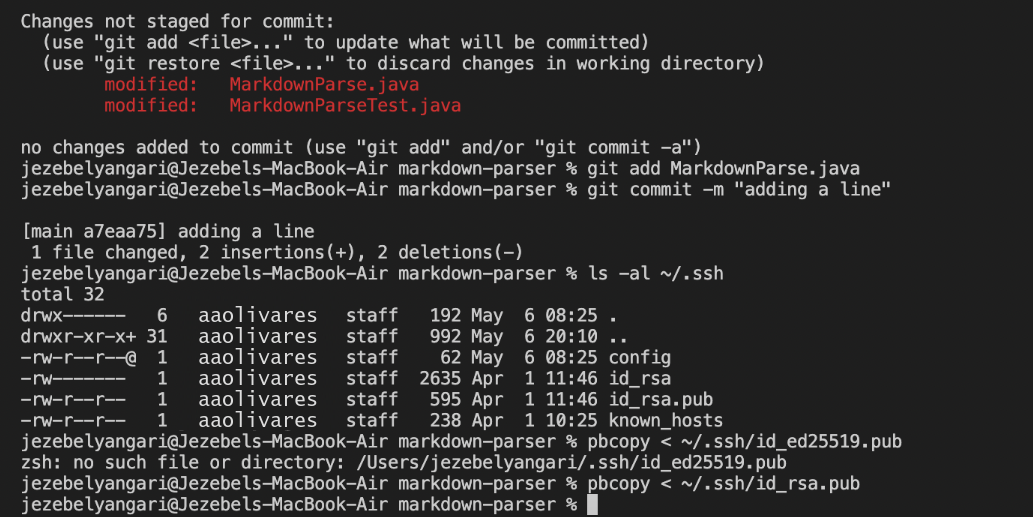 Changes not staged for commit:
(use "git add <file>..." to update what will be committed)
(use "git restore <file>..." to discard changes in working directory)
modified: MarkdownParse.java
modified: MarkdownParseTest.java
no changes added to commit (use "git add" and/or "git commit -a")
jezebelyangari@Jezebels-MacBook-Air markdown-parser % git add MarkdownParse.java
jezebelyangari@Jezebels-MacBook-Air markdown-parser % git commit -m "adding a line"
[main a7eaa75] adding a line
1 file changed, 2 insertions(+), 2 deletions(-)
jezebelyangari@Jezebels-MacBook-Air markdown-parser % ls -al ~/.ssh
total 32
drwx------ 6 aaolivares staff 192 May 6 08:25 .
drwxr-xr-x+ 31 aaolivares staff 992 May 6 20:10 ..
-rw-r--r--@ 1 aaolivares staff 62 May 6 08:25 config
-rw------- 1 aaolivares staff 2635 Apr 1 11:46 id_rsa
-rw-r--r-- 1 aaolivares staff 595 Apr 1 11:46 id_rsa.pub
-rw-r--r-- 1 aaolivares staff 238 Apr 1 10:25 known_hosts
jezebelyangari@Jezebels-MacBook-Air markdown-parser % pbcopy < ~/.ssh/id_ed25519.pub
zsh: no such file or directory: /Users/jezebelyangari/.ssh/id_ed25519.pub
jezebelyangari@Jezebels-MacBook-Air markdown-parser % pbcopy < ~/.ssh/id_rsa.pub
jezebelyangari@Jezebels-MacBook-Air markdown-parser %